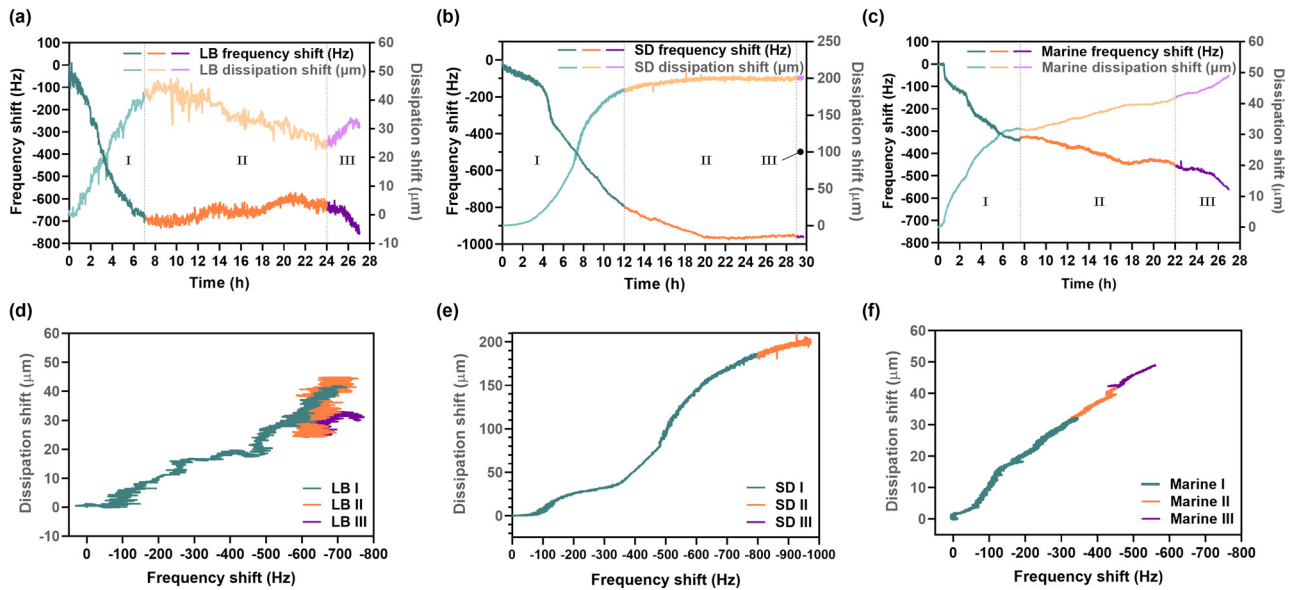 (a)
LB frequency shift (Hz)
LB dissipation shift (μm)
Frequency shift (Hz)
100
0
-100
-200
-300
-400
-500
-600
-700
-800
60
50
40
30
20
10
0
-10
Dissipation shift (μm)
I
II
III
0 2 4 6 8 10 12 14 16 18 20 22 24 26 28
Time (h)
(b)
SD frequency shift (Hz)
SD dissipation shift (μm)
Frequency shift (Hz)
100
0
-200
-400
-600
-800
-1000
250
200
150
100
50
0
Dissipation shift (μm)
I
II
III
0 2 4 6 8 10 12 14 16 18 20 22 24 26 28 30
Time (h)
(c)
Marine frequency shift (Hz)
Marine dissipation shift (μm)
Frequency shift (Hz)
100
0
-100
-200
-300
-400
-500
-600
-700
-800
60
50
40
30
20
10
0
Dissipation shift (μm)
I
II
III
0 2 4 6 8 10 12 14 16 18 20 22 24 26 28
Time (h)
(d)
Dissipation shift (μm)
60
50
40
30
20
10
0
-10
LB I
LB II
LB III
0 -100 -200 -300 -400 -500 -600 -700 -800
Frequency shift (Hz)
(e)
Dissipation shift (μm)
200
150
100
50
0
SD I
SD II
SD III
0 -100 -200 -300 -400 -500 -600 -700 -800 -900 -1000
Frequency shift (Hz)
(f)
Dissipation shift (μm)
60
50
40
30
20
10
0
Marine I
Marine II
Marine III
0 -100 -200 -300 -400 -500 -600 -700 -800
Frequency shift (Hz)